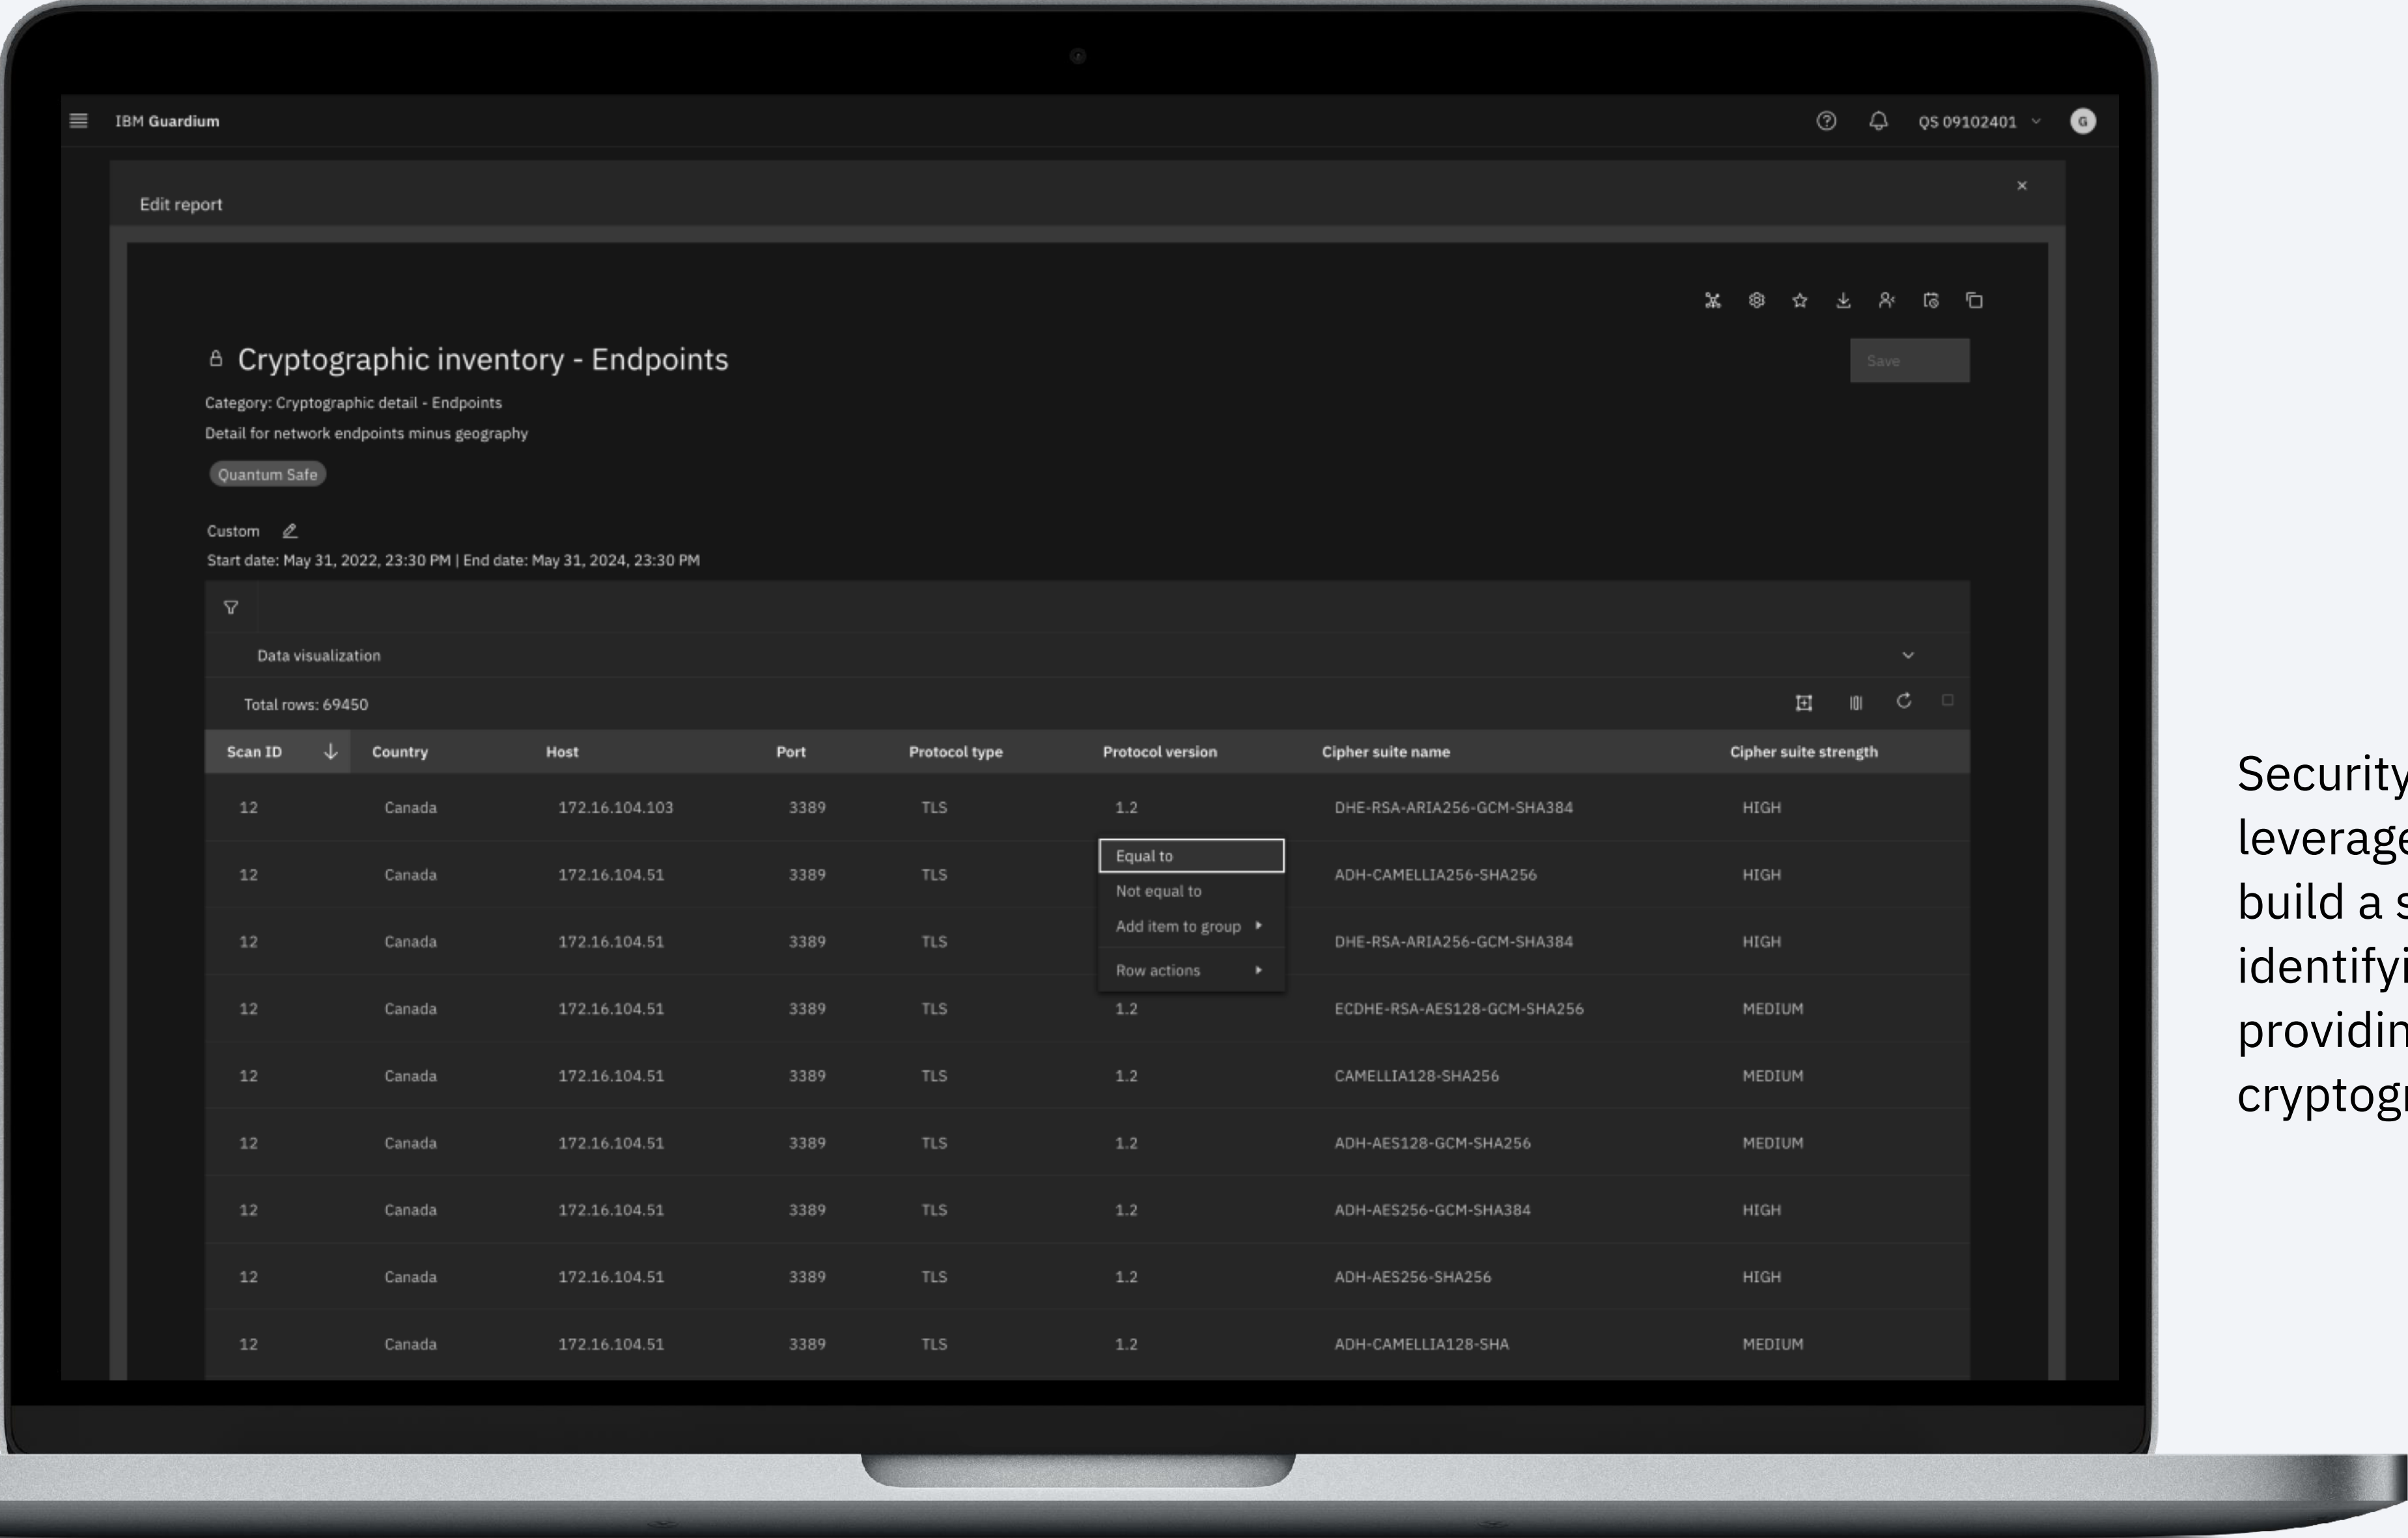 IBM Guardium
QS 09102401
G
Edit report
Cryptographic inventory - Endpoints
Save
Category: Cryptographic detail - Endpoints
Detail for network endpoints minus geography
Quantum Safe
Custom
Start date: May 31, 2022, 23:30 PM | End date: May 31, 2024, 23:30 PM
Data visualization
Total rows: 69450
Scan ID Country Host Port Protocol type Protocol version Cipher suite name Cipher suite strength
12 Canada 172.16.104.103 3389 TLS 1.2 DHE-RSA-ARIA256-GCM-SHA384 HIGH
Equal to
12 Canada 172.16.104.51 3389 TLS ADH-CAMELLIA256-SHA256 HIGH
Not equal to
Add item to group
12 Canada 172.16.104.51 3389 TLS DHE-RSA-ARIA256-GCM-SHA384 HIGH
Row actions
12 Canada 172.16.104.51 3389 TLS 1.2 ECDHE-RSA-AES128-GCM-SHA256 MEDIUM
12 Canada 172.16.104.51 3389 TLS 1.2 CAMELLIA128-SHA256 MEDIUM
12 Canada 172.16.104.51 3389 TLS 1.2 ADH-AES128-GCM-SHA256 MEDIUM
12 Canada 172.16.104.51 3389 TLS 1.2 ADH-AES256-GCM-SHA384 HIGH
12 Canada 172.16.104.51 3389 TLS 1.2 ADH-AES256-SHA256 HIGH
12 Canada 172.16.104.51 3389 TLS 1.2 ADH-CAMELLIA128-SHA MEDIUM
Security
leverage
build a